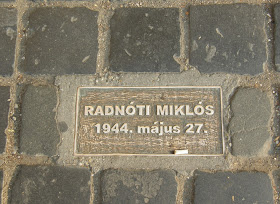 RADNÓTI MIKLÓS
1944. május 27.